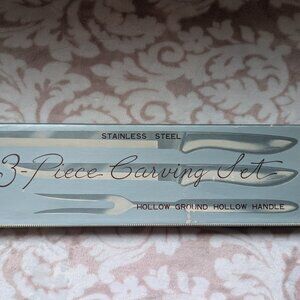 STAINLESS STEEL
3-Piece Carving Set
HOLLOW GROUND HOLLOW HANDLE